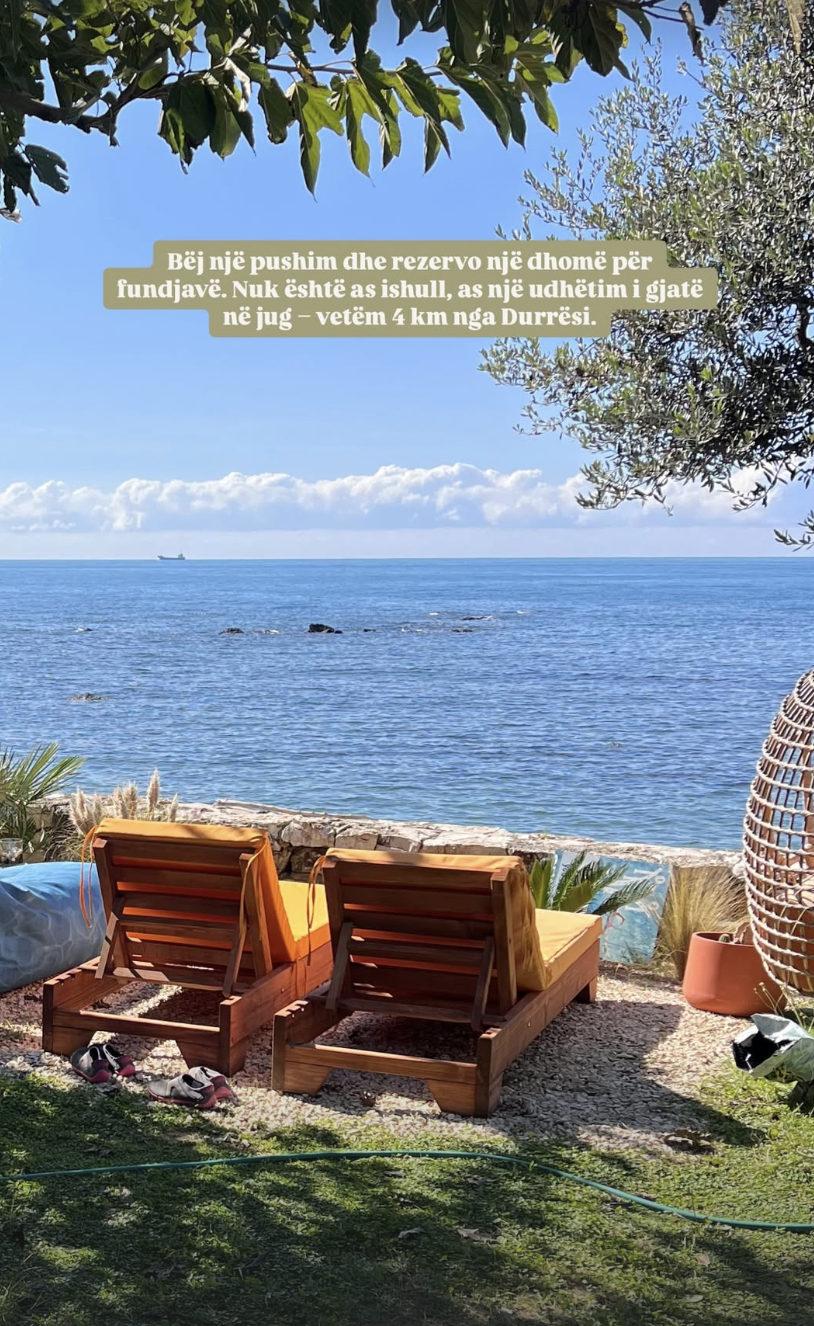 Bëj një pushim dhe rezervo një dhomë për
fundjavë. Nuk është as ishull, as një udhëtim i gjatë
në jug – vetëm 4 km nga Durrësi.